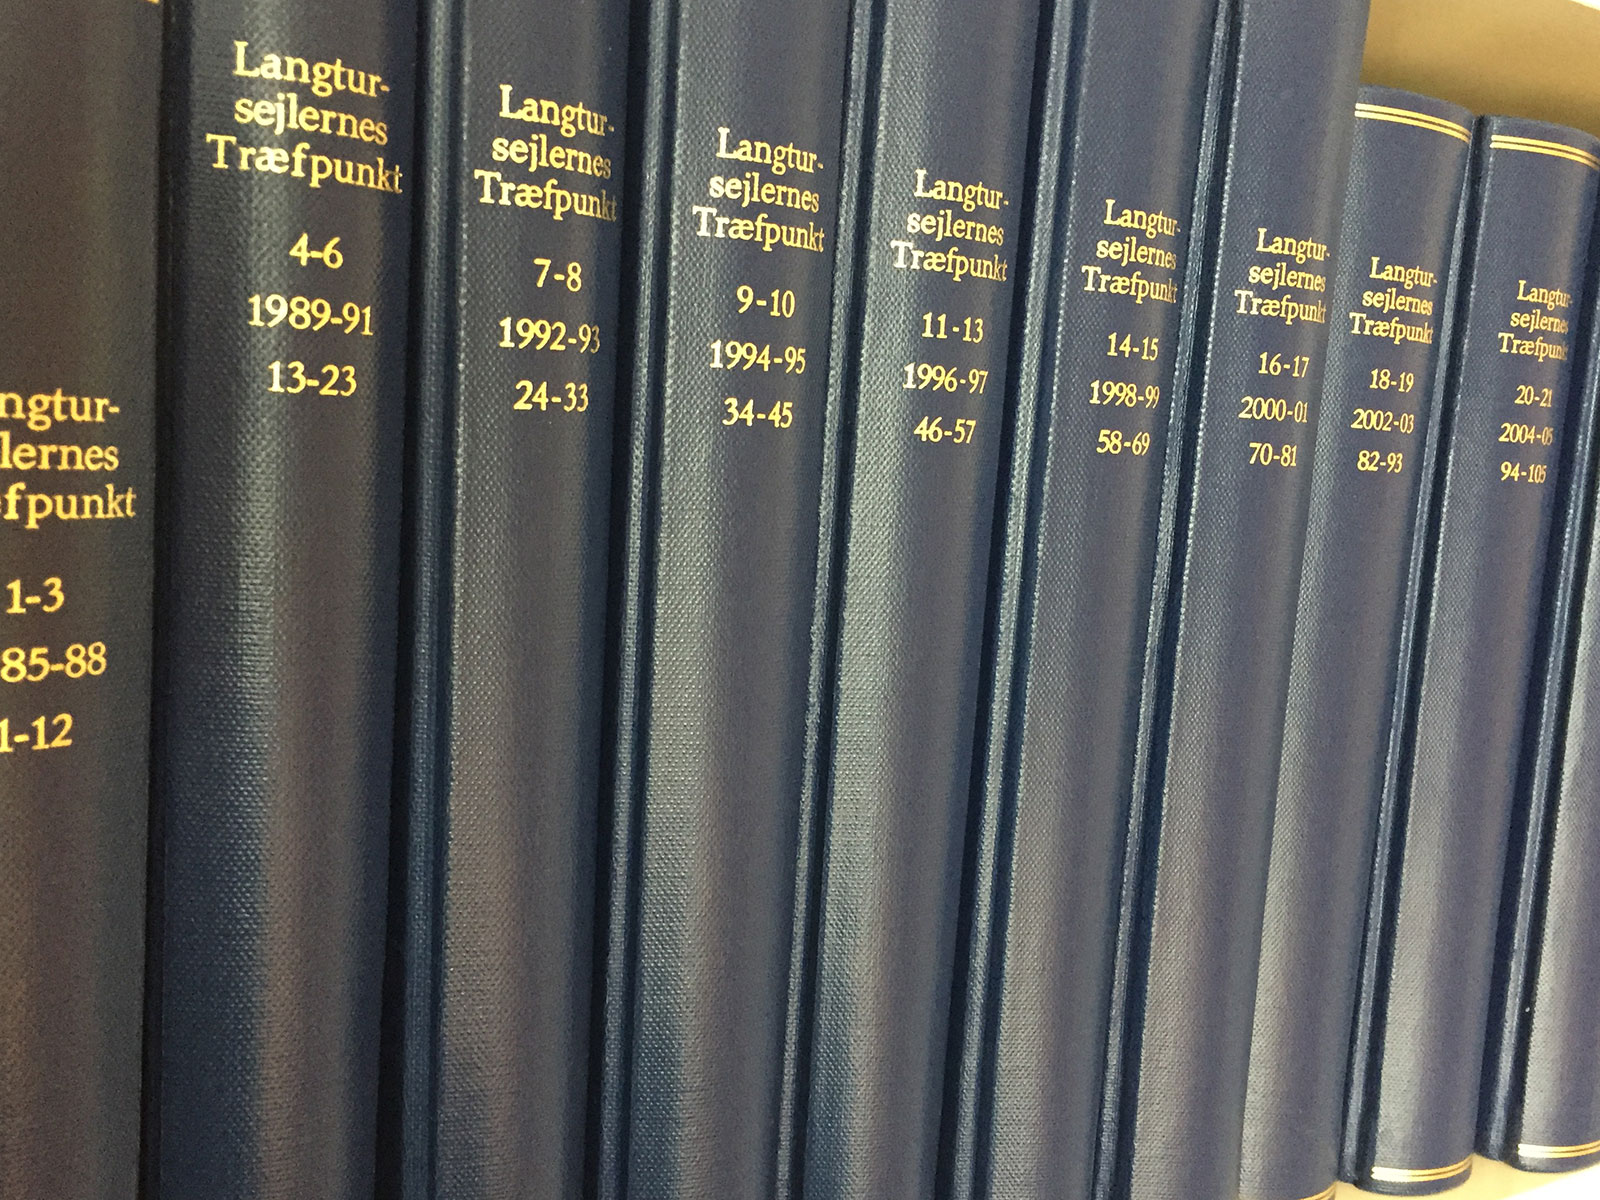 ngtur-
lernes
æfpunkt
1-3
85-88
1-12
Langtur-
sejlernes
Træfpunkt
4-6
1989-91
13-23
Langtur-
sejlernes
Træfpunkt
7-8
1992-93
24-33
Langtur-
sejlernes
Træfpunkt
9-10
1994-95
34-45
Langtur-
sejlernes
Træfpunkt
11-13
1996-97
46-57
Langtur-
sejlernes
Træfpunkt
14-15
1998-99
58-69
Langtur-
sejlernes
Træfpunkt
16-17
2000-01
70-81
Langtur-
sejlernes
Træfpunkt
18-19
2002-03
82-93
Langtur-
sejlernes
Træfpunkt
20-21
2004-05
94-105